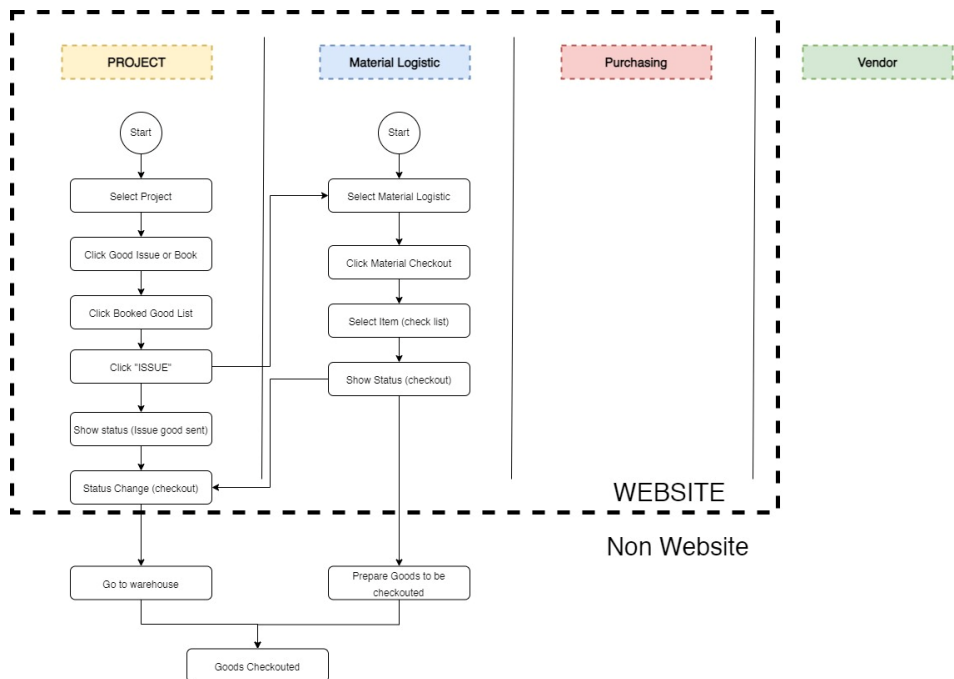 PROJECT
Material Logistic
Purchasing
Vendor
Start
Start
Select Project
Select Material Logistic
Click Good Issue or Book
Click Material Checkout
Click Booked Good List
Select Item (check list)
Click "ISSUE"
Show Status (checkout)
Show status (Issue good sent)
Status Change (checkout)
WEBSITE
Non Website
Go to warehouse
Prepare Goods to be
checkouted
Goods Checkouted